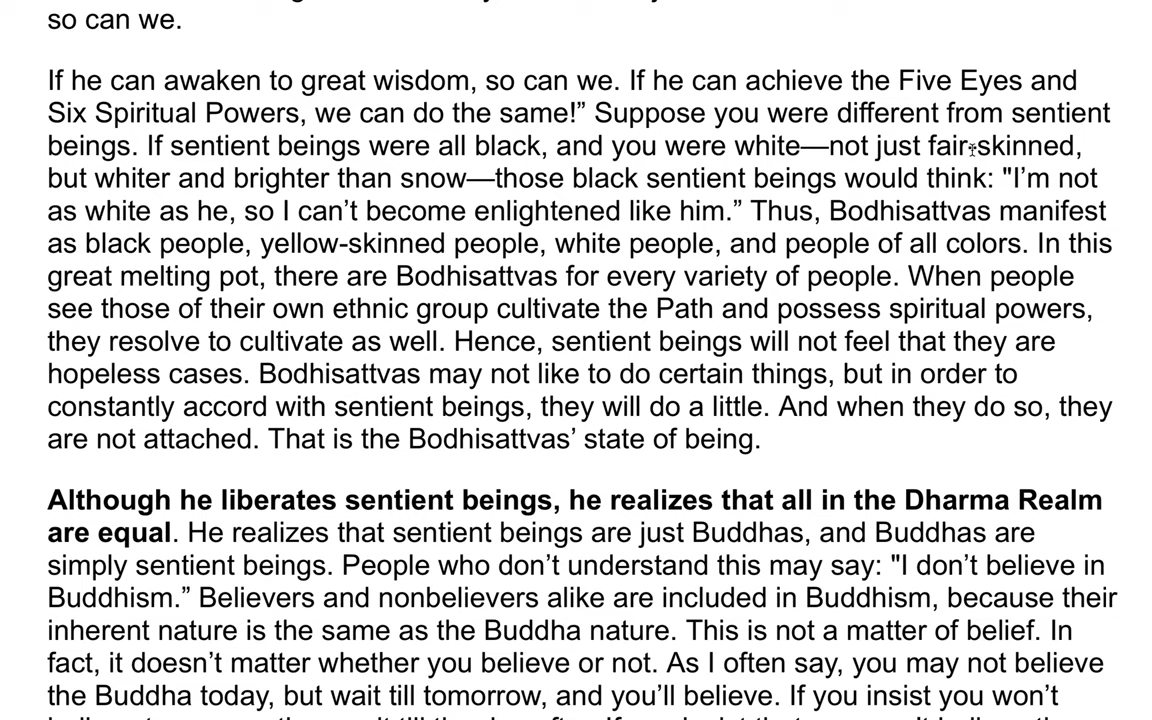 so can we.
If he can awaken to great wisdom, so can we. If he can achieve the Five Eyes and
Six Spiritual Powers, we can do the same!” Suppose you were different from sentient
beings. If sentient beings were all black, and you were white—not just fair-skinned,
but whiter and brighter than snow—those black sentient beings would think: "I’m not
as white as he, so I can’t become enlightened like him.” Thus, Bodhisattvas manifest
as black people, yellow-skinned people, white people, and people of all colors. In this
great melting pot, there are Bodhisattvas for every variety of people. When people
see those of their own ethnic group cultivate the Path and possess spiritual powers,
they resolve to cultivate as well. Hence, sentient beings will not feel that they are
hopeless cases. Bodhisattvas may not like to do certain things, but in order to
constantly accord with sentient beings, they will do a little. And when they do so, they
are not attached. That is the Bodhisattvas’ state of being.
Although he liberates sentient beings, he realizes that all in the Dharma Realm
are equal. He realizes that sentient beings are just Buddhas, and Buddhas are
simply sentient beings. People who don’t understand this may say: "I don’t believe in
Buddhism.” Believers and nonbelievers alike are included in Buddhism, because their
inherent nature is the same as the Buddha nature. This is not a matter of belief. In
fact, it doesn’t matter whether you believe or not. As I often say, you may not believe
the Buddha today, but wait till tomorrow, and you’ll believe. If you insist you won’t